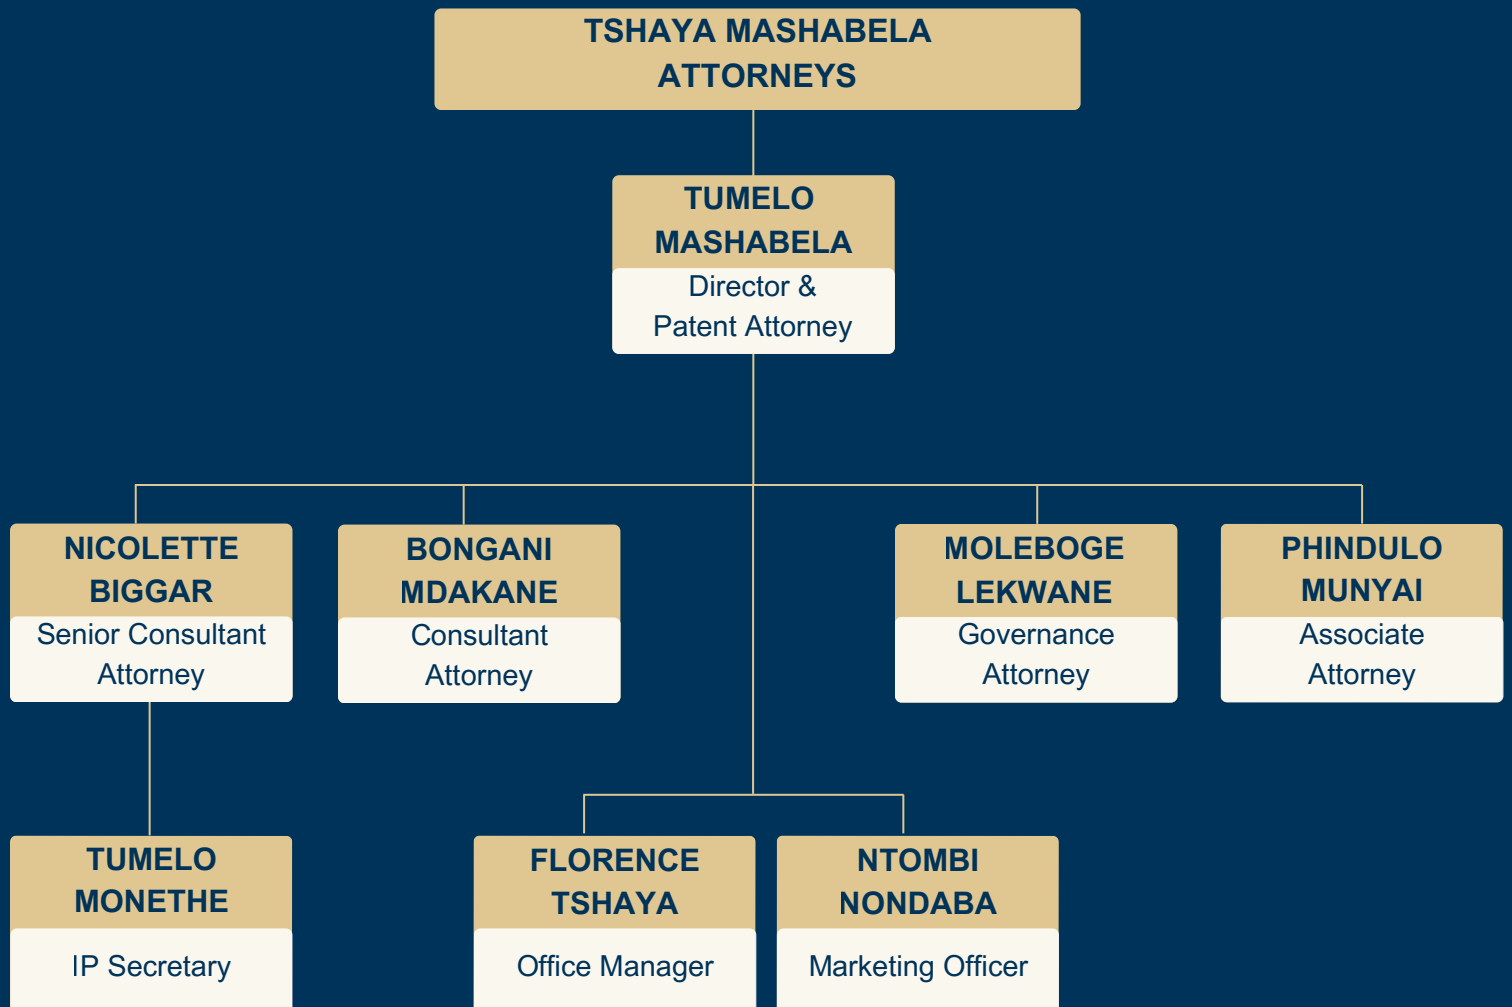 TSHAYA MASHABELA
ATTORNEYS
TUMELO
MASHABELA
Director &
Patent Attorney
NICOLETTE
BIGGAR
Senior Consultant
Attorney
BONGANI
MDAKANE
Consultant
Attorney
MOLEBOGE
LEKWANE
Governance
Attorney
PHINDULO
MUNYAI
Associate
Attorney
TUMELO
MONETHE
IP Secretary
FLORENCE
TSHAYA
Office Manager
NTOMBI
NONDABA
Marketing Officer